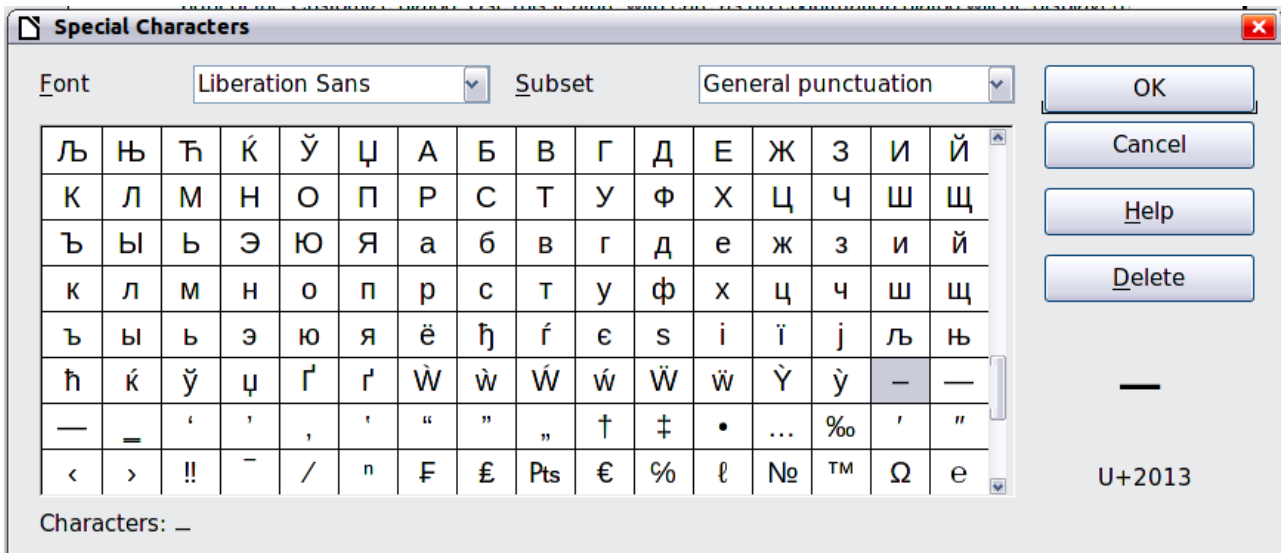 Special Characters
Font Liberation Sans Subset General punctuation OK
Cancel
Help
Delete
Љ Њ Ћ Ќ Ў Џ А Б В Г Д Е Ж З И Й
К Л М Н О П Р С Т У Ф Х Ц Ч Ш Щ
Ъ Ы Ь Э Ю Я а б в г д е ж з и й
к л м н о п р с т у ф х ц ч ш щ
ъ ы ь э ю я ё ђ ѓ є ѕ і ї ј љ њ
ћ ќ ў џ Ґ ґ Ẁ ẁ Ẃ ẃ Ẅ ẅ Ỳ ỳ – —
― ‗ ‘ ’ ‚ ‛ “ ” „ † ‡ • … ‰ ′ ″
‹ › ‼ ‾ ⁄ ⁿ ₣ ₤ ₧ € ℅ ℓ № ™ Ω ℮
–
U+2013
Characters: –